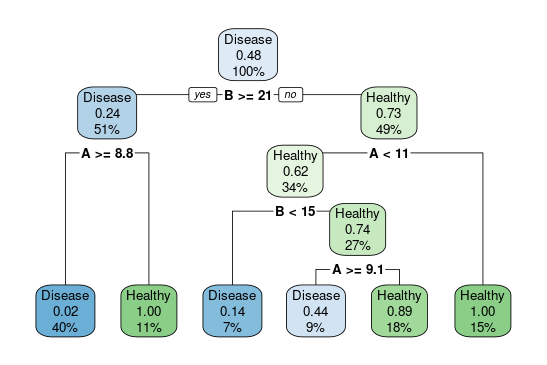 Disease
0.48
100%
yes B >= 21 no
Disease
0.24
51%
Healthy
0.73
49%
A >= 8.8
A < 11
Healthy
0.62
34%
B < 15
Healthy
0.74
27%
A >= 9.1
Disease
0.02
40%
Healthy
1.00
11%
Disease
0.14
7%
Disease
0.44
9%
Healthy
0.89
18%
Healthy
1.00
15%